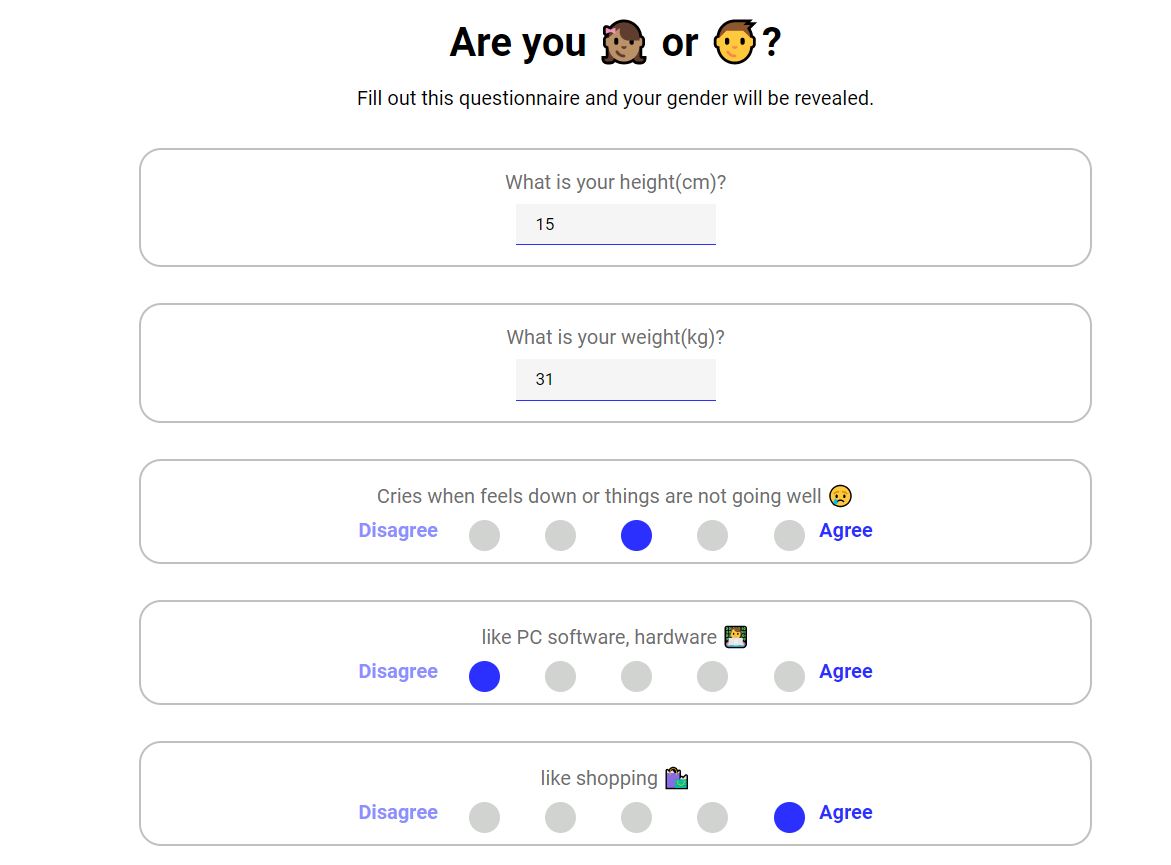 Are you 👧🏽 or 👦?
Fill out this questionnaire and your gender will be revealed.
What is your height(cm)?
15
What is your weight(kg)?
31
Cries when feels down or things are not going well 😢
Disagree Agree
like PC software, hardware 👨‍💻
Disagree Agree
like shopping 🛍️
Disagree Agree